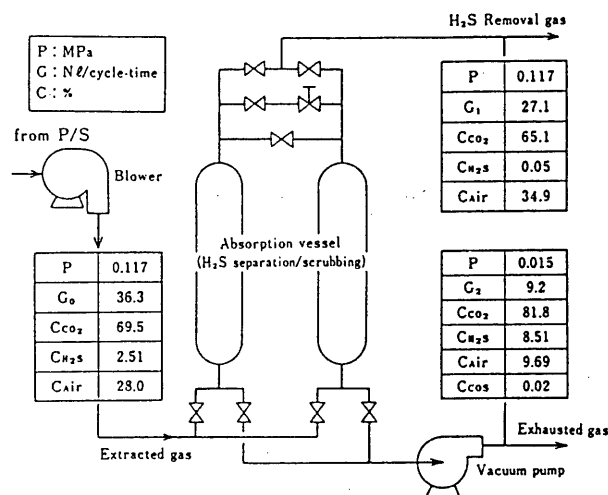 P : MPa
G : Nℓ/cycle-time
C : %
from P/S
Blower
P 0.117
G₀ 36.3
Cco₂ 69.5
CH₂s 2.51
CAir 28.0
Extracted gas
Absorption vessel
(H₂S separation/scrubbing)
H₂S Removal gas
P 0.117
G₁ 27.1
Cco₂ 65.1
CH₂s 0.05
CAir 34.9
P 0.015
G₂ 9.2
Cco₂ 81.8
CH₂s 8.51
CAir 9.69
Ccos 0.02
Exhausted gas
Vacuum pump